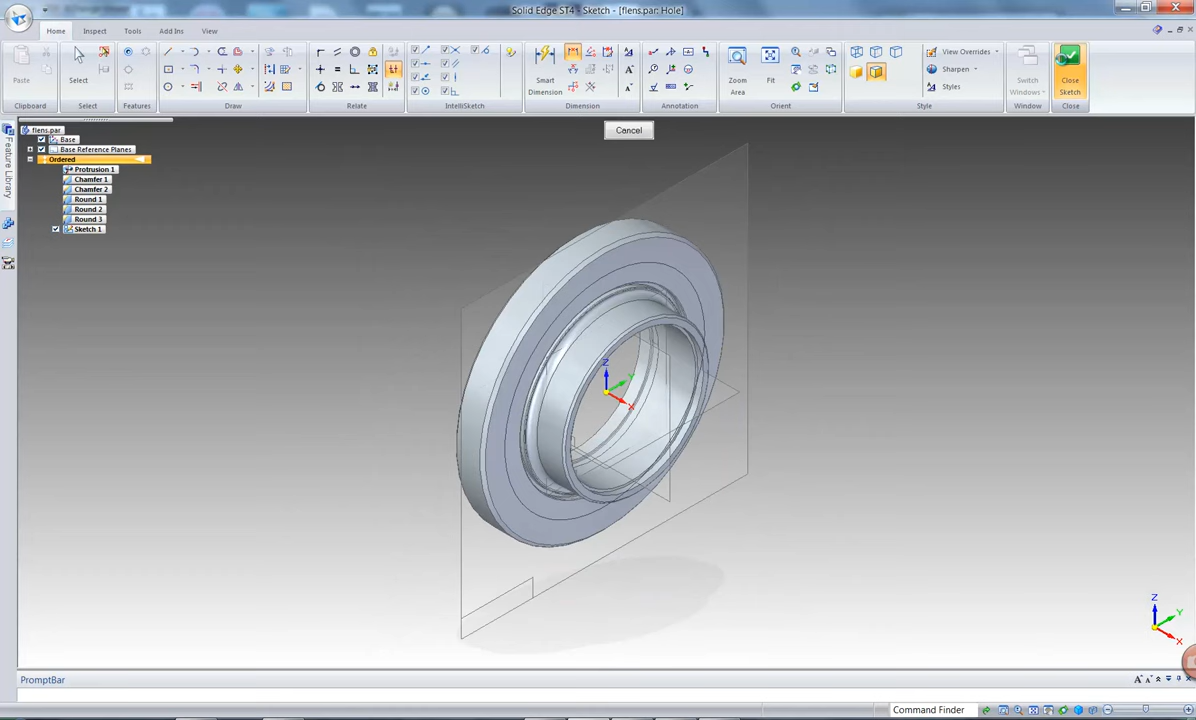 Solid Edge ST4 - Sketch - [flens.par: Hole]
Home Inspect Tools Add Ins View
Paste
Select
Smart
Dimension
Zoom
Area
Fit
View Overrides
Sharpen
Styles
Switch
Windows
Close
Sketch
Clipboard Select Features Draw Relate IntelliSketch Dimension Annotation Orient Style Window Close
Cancel
Feature Library
flens.par
Base
Base Reference Planes
Ordered
Protrusion 1
Chamfer 1
Chamfer 2
Round 1
Round 2
Round 3
Sketch 1
Z
Y
X
Z
Y
X
PromptBar
Command Finder